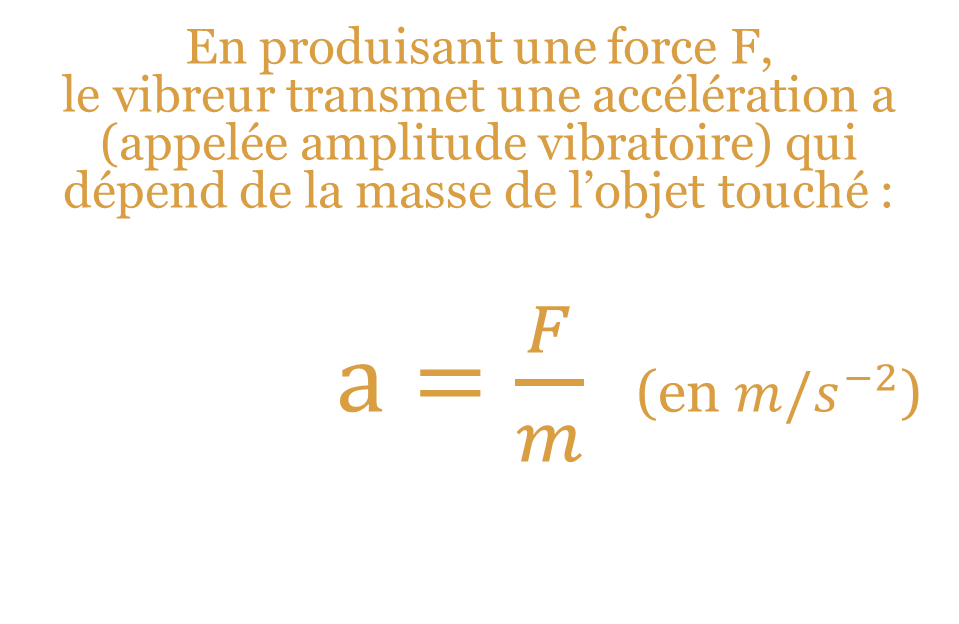 En produisant une force F,
le vibreur transmet une accélération a
(appelée amplitude vibratoire) qui
dépend de la masse de l’objet touché :
a = F/m (en m/s⁻²)